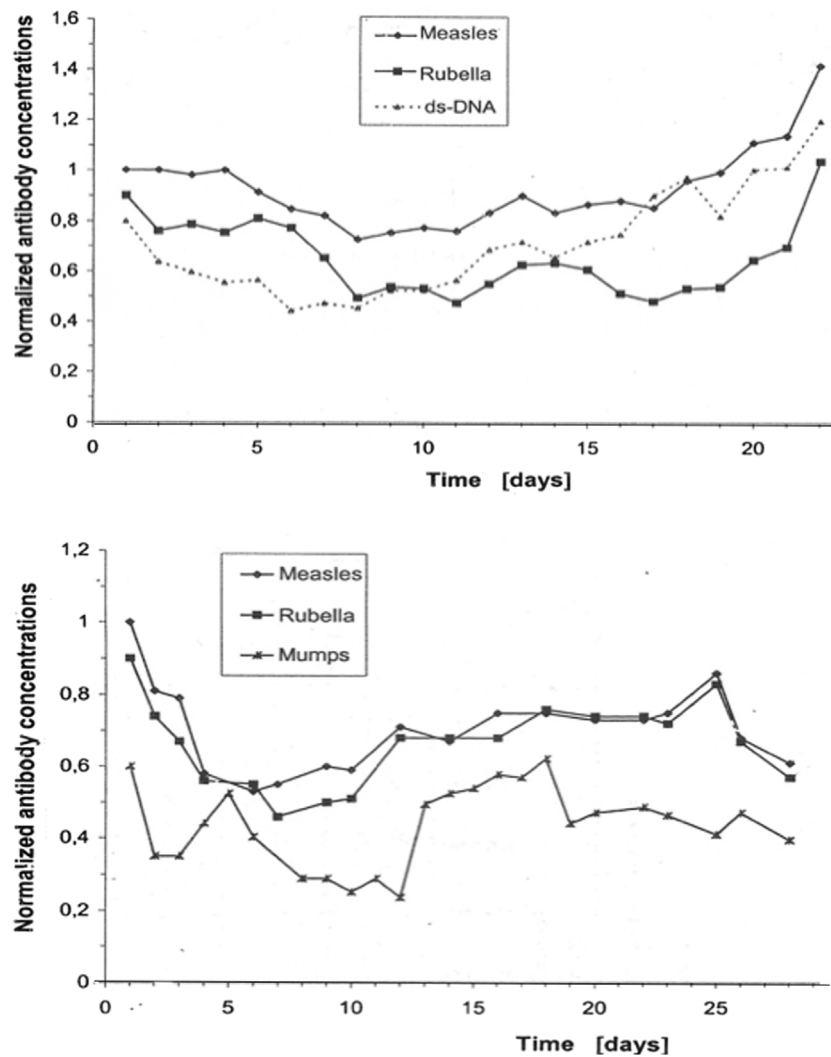 Normalized antibody concentrations
1,6
1,4
1,2
1
0,8
0,6
0,4
0,2
0
Measles
Rubella
ds-DNA
0
5
10
15
20
Time [days]
Normalized antibody concentrations
1,2
1
0,8
0,6
0,4
0,2
0
Measles
Rubella
Mumps
0
5
10
15
20
25
Time [days]